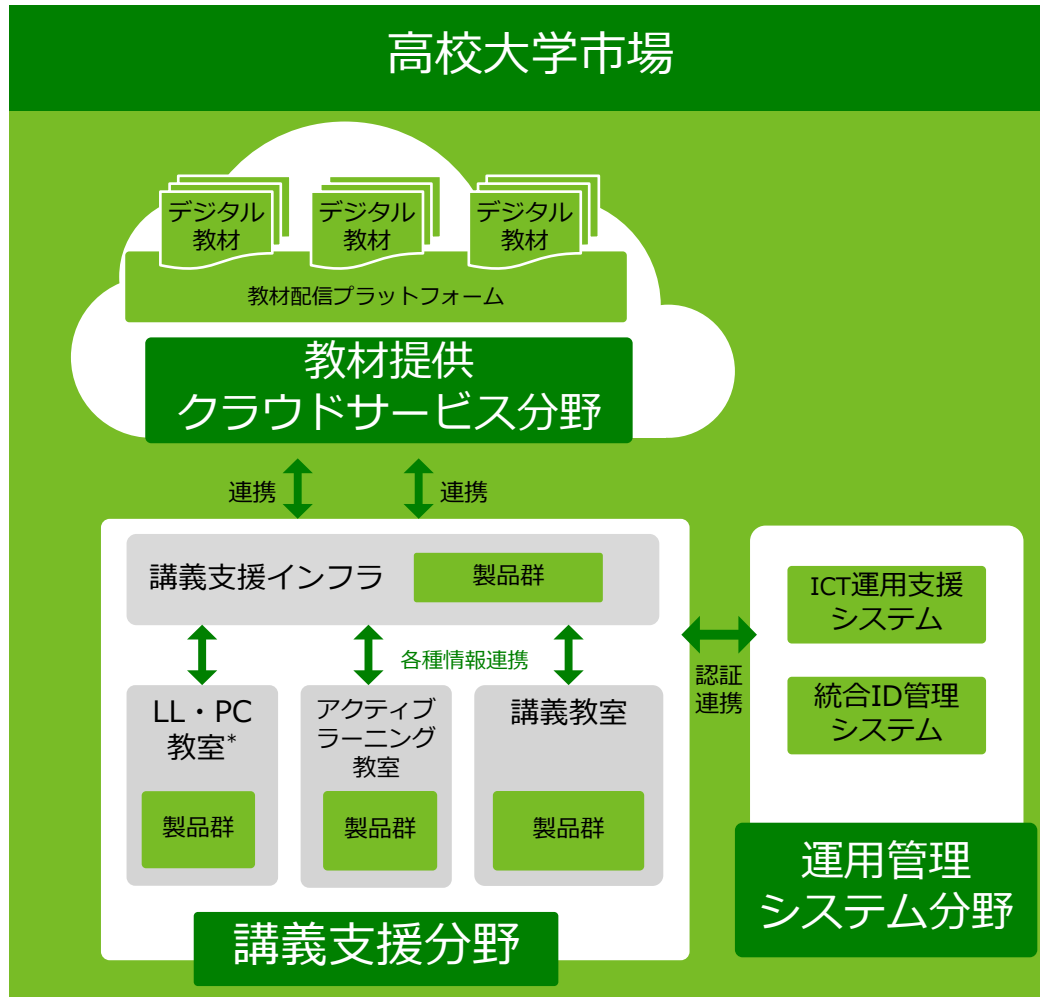 高校大学市場
デジタル
教材
デジタル
教材
デジタル
教材
教材配信プラットフォーム
教材提供
クラウドサービス分野
連携
連携
講義支援インフラ
製品群
各種情報連携
LL・PC
教室*
製品群
アクティブ
ラーニング
教室
製品群
講義教室
製品群
講義支援分野
認証
連携
ICT運用支援
システム
統合ID管理
システム
運用管理
システム分野